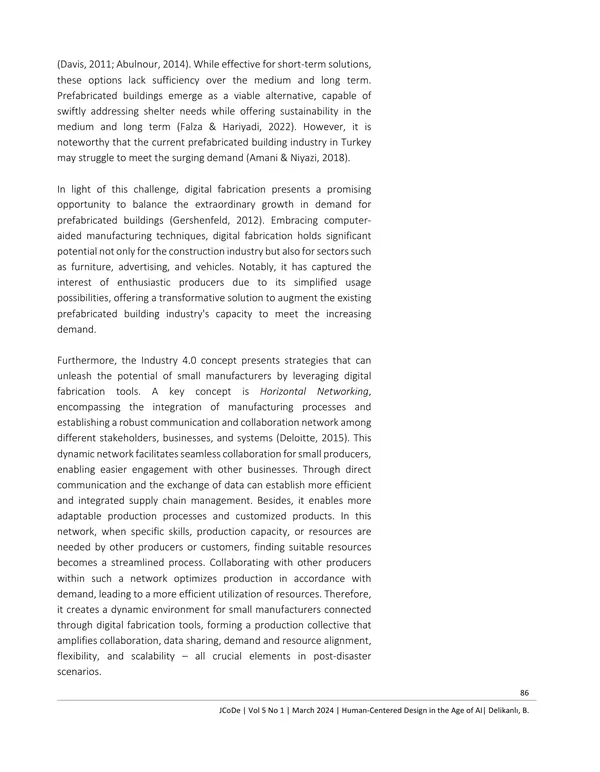 (Davis, 2011; Abulnour, 2014). While effective for short-term solutions,
these options lack sufficiency over the medium and long term.
Prefabricated buildings emerge as a viable alternative, capable of
swiftly addressing shelter needs while offering sustainability in the
medium and long term (Falza & Hariyadi, 2022). However, it is
noteworthy that the current prefabricated building industry in Turkey
may struggle to meet the surging demand (Amani & Niyazi, 2018).
In light of this challenge, digital fabrication presents a promising
opportunity to balance the extraordinary growth in demand for
prefabricated buildings (Gershenfeld, 2012). Embracing computer-
aided manufacturing techniques, digital fabrication holds significant
potential not only for the construction industry but also for sectors such
as furniture, advertising, and vehicles. Notably, it has captured the
interest of enthusiastic producers due to its simplified usage
possibilities, offering a transformative solution to augment the existing
prefabricated building industry's capacity to meet the increasing
demand.
Furthermore, the Industry 4.0 concept presents strategies that can
unleash the potential of small manufacturers by leveraging digital
fabrication tools. A key concept is Horizontal Networking,
encompassing the integration of manufacturing processes and
establishing a robust communication and collaboration network among
different stakeholders, businesses, and systems (Deloitte, 2015). This
dynamic network facilitates seamless collaboration for small producers,
enabling easier engagement with other businesses. Through direct
communication and the exchange of data can establish more efficient
and integrated supply chain management. Besides, it enables more
adaptable production processes and customized products. In this
network, when specific skills, production capacity, or resources are
needed by other producers or customers, finding suitable resources
becomes a streamlined process. Collaborating with other producers
within such a network optimizes production in accordance with
demand, leading to a more efficient utilization of resources. Therefore,
it creates a dynamic environment for small manufacturers connected
through digital fabrication tools, forming a production collective that
amplifies collaboration, data sharing, demand and resource alignment,
flexibility, and scalability – all crucial elements in post-disaster
scenarios.
86
JCoDe | Vol 5 No 1 | March 2024 | Human-Centered Design in the Age of AI| Delikanlı, B.